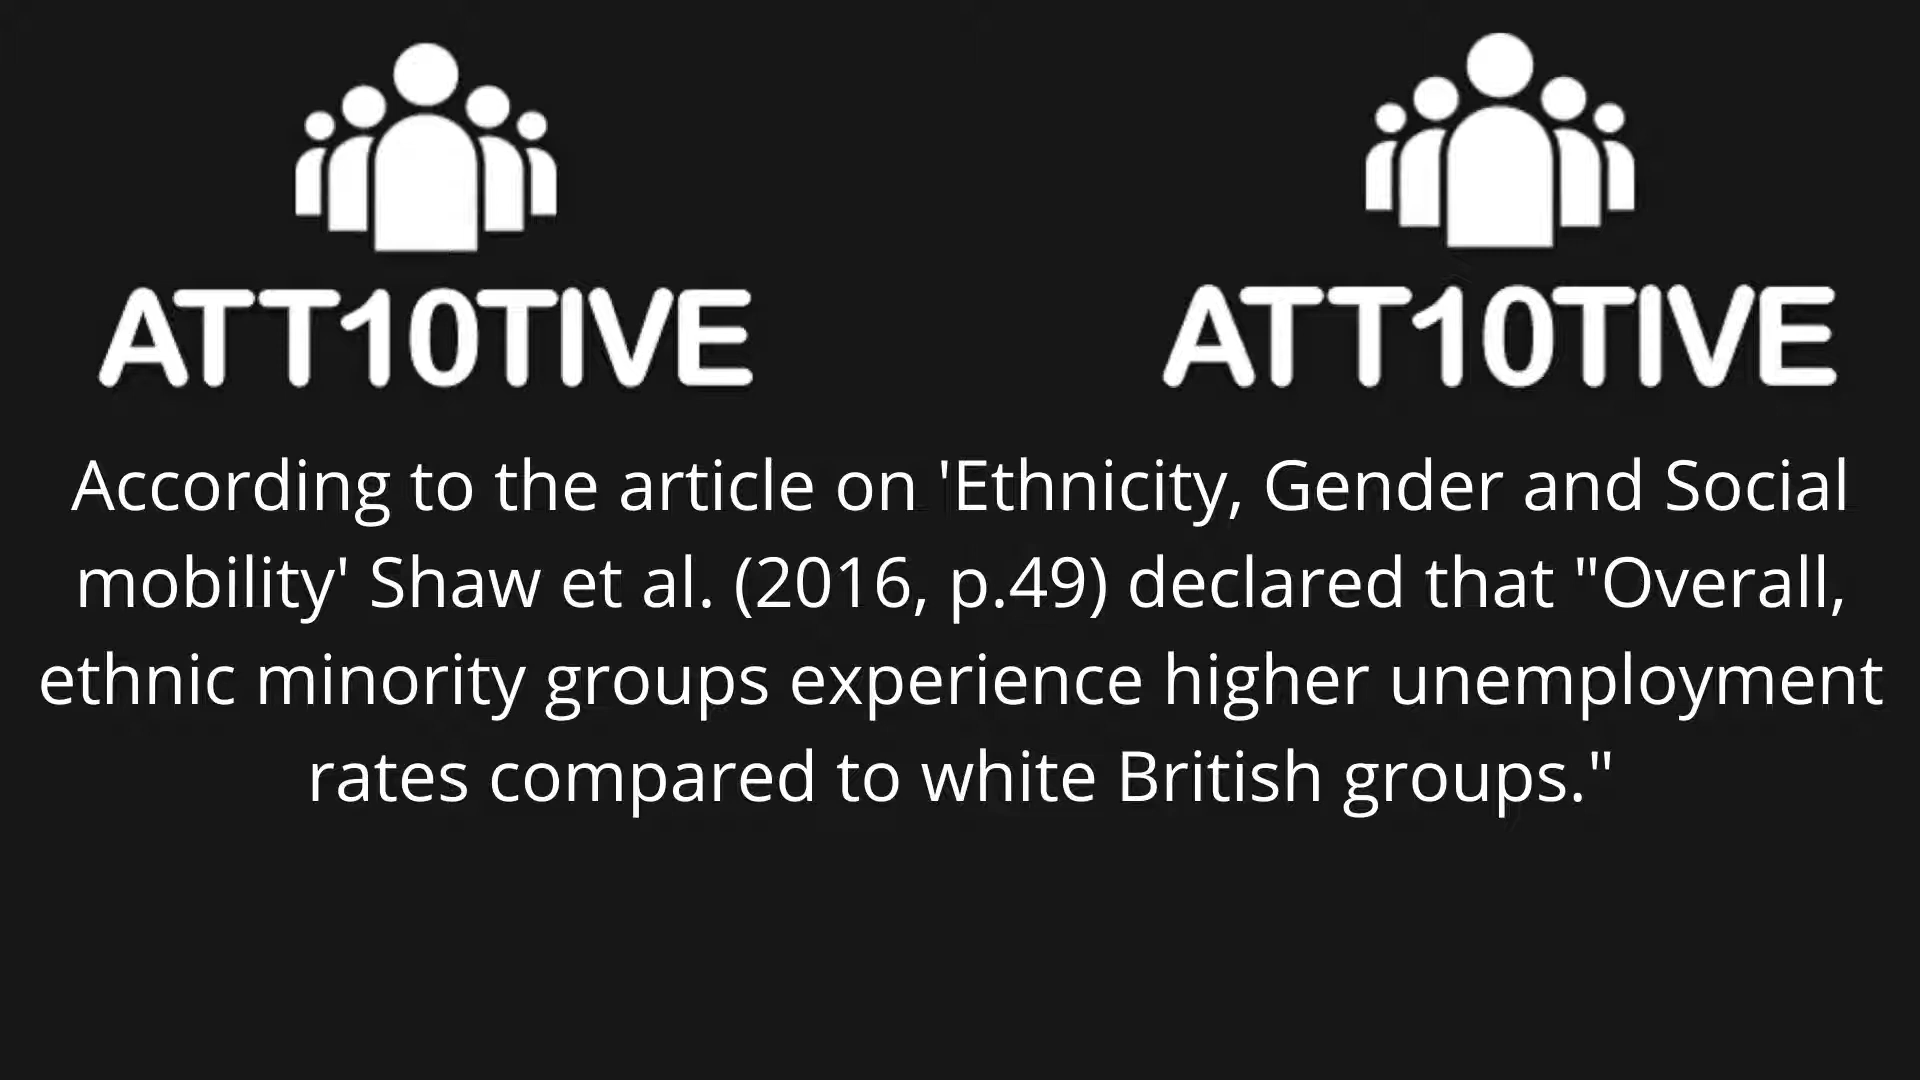 ATT10TIVE
ATT10TIVE
According to the article on 'Ethnicity, Gender and Social
mobility' Shaw et al. (2016, p.49) declared that "Overall,
ethnic minority groups experience higher unemployment
rates compared to white British groups."